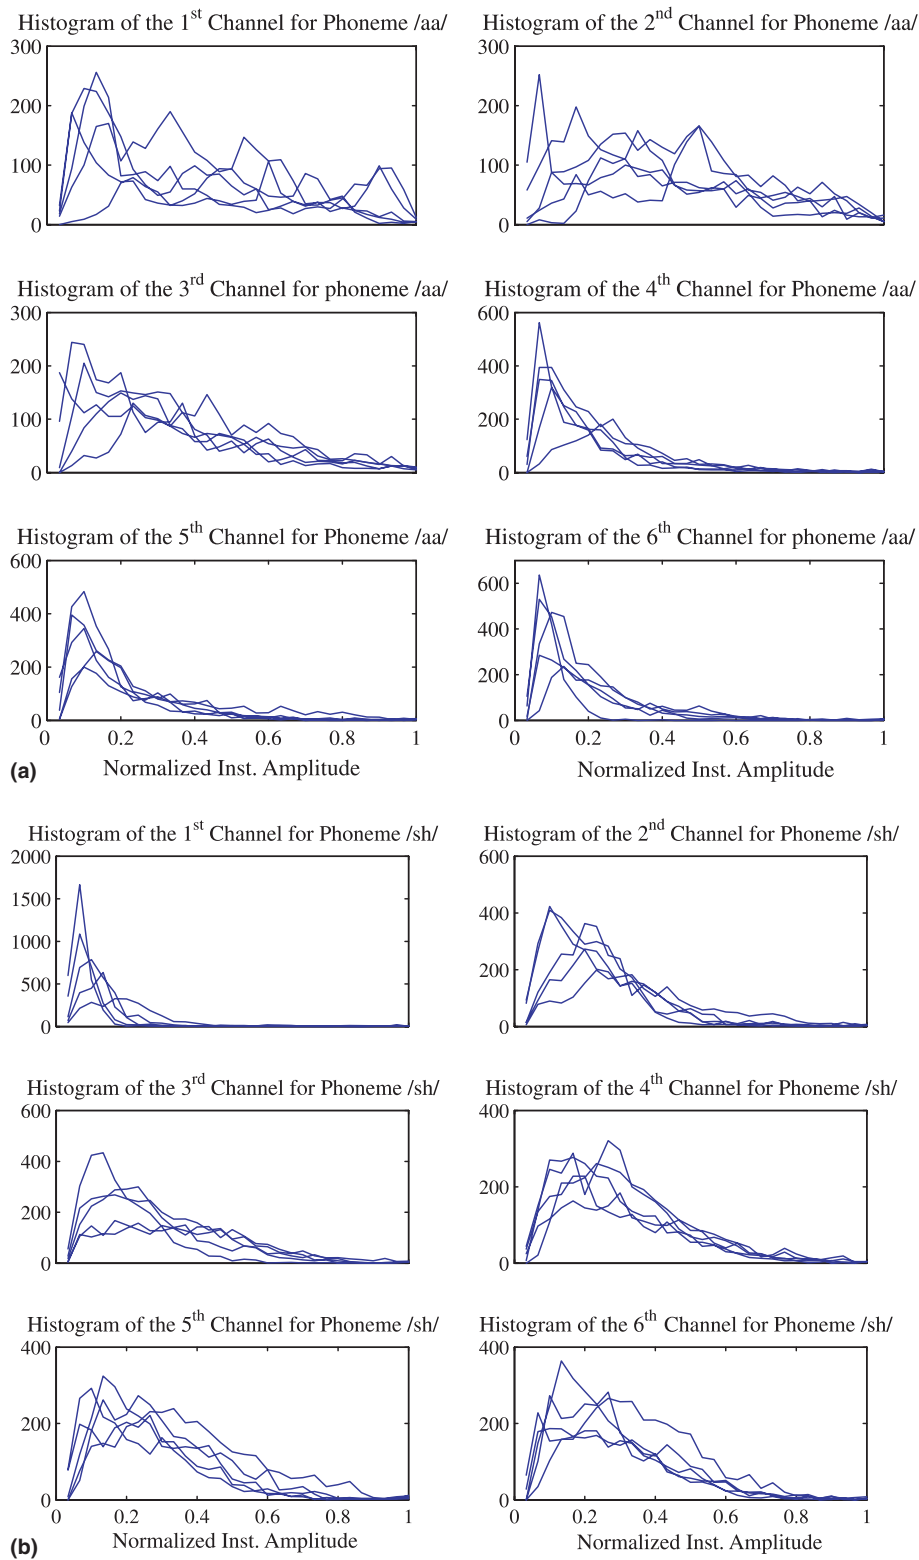 Histogram of the 1st Channel for Phoneme /aa/
Histogram of the 2nd Channel for Phoneme /aa/
300
200
100
0
300
200
100
0
Histogram of the 3rd Channel for phoneme /aa/
Histogram of the 4th Channel for Phoneme /aa/
300
200
100
0
600
400
200
0
Histogram of the 5th Channel for Phoneme /aa/
Histogram of the 6th Channel for phoneme /aa/
600
400
200
0
0 0.2 0.4 0.6 0.8 1
600
400
200
0
0 0.2 0.4 0.6 0.8 1
(a) Normalized Inst. Amplitude
Normalized Inst. Amplitude
Histogram of the 1st Channel for Phoneme /sh/
Histogram of the 2nd Channel for Phoneme /sh/
2000
1500
1000
500
0
600
400
200
0
Histogram of the 3rd Channel for Phoneme /sh/
Histogram of the 4th Channel for Phoneme /sh/
600
400
200
0
400
200
0
Histogram of the 5th Channel for Phoneme /sh/
Histogram of the 6th Channel for Phoneme /sh/
400
200
0
0 0.2 0.4 0.6 0.8 1
400
200
0
0 0.2 0.4 0.6 0.8 1
(b) Normalized Inst. Amplitude
Normalized Inst. Amplitude